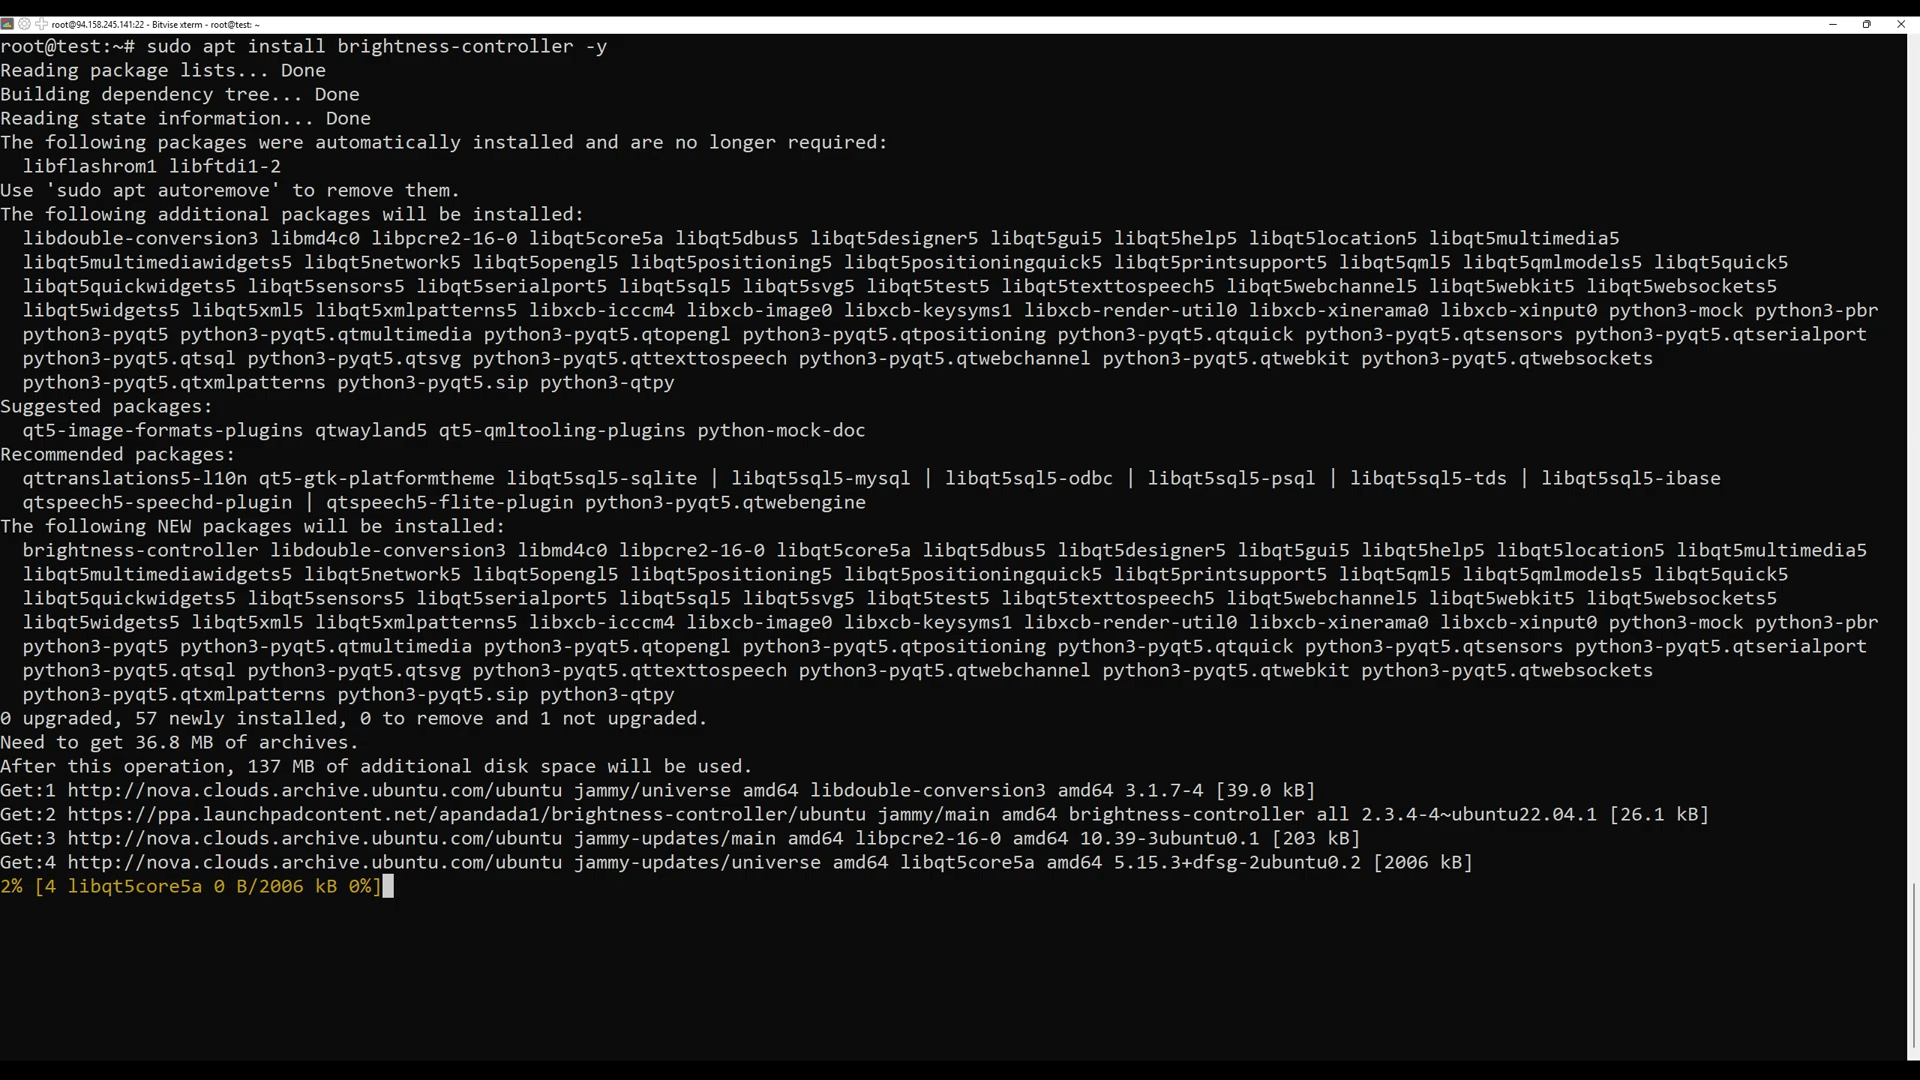 root@94.158.245.141:22 - Bitvise xterm - root@test: ~
root@test:~# sudo apt install brightness-controller -y
Reading package lists... Done
Building dependency tree... Done
Reading state information... Done
The following packages were automatically installed and are no longer required:
  libflashrom1 libftdi1-2
Use 'sudo apt autoremove' to remove them.
The following additional packages will be installed:
  libdouble-conversion3 libmd4c0 libpcre2-16-0 libqt5core5a libqt5dbus5 libqt5designer5 libqt5gui5 libqt5help5 libqt5location5 libqt5multimedia5
  libqt5multimediawidgets5 libqt5network5 libqt5opengl5 libqt5positioning5 libqt5positioningquick5 libqt5printsupport5 libqt5qml5 libqt5qmlmodels5 libqt5quick5
  libqt5quickwidgets5 libqt5sensors5 libqt5serialport5 libqt5sql5 libqt5svg5 libqt5test5 libqt5texttospeech5 libqt5webchannel5 libqt5webkit5 libqt5websockets5
  libqt5widgets5 libqt5xml5 libqt5xmlpatterns5 libxcb-icccm4 libxcb-image0 libxcb-keysyms1 libxcb-render-util0 libxcb-xinerama0 libxcb-xinput0 python3-mock python3-pbr
  python3-pyqt5 python3-pyqt5.qtmultimedia python3-pyqt5.qtopengl python3-pyqt5.qtpositioning python3-pyqt5.qtquick python3-pyqt5.qtsensors python3-pyqt5.qtserialport
  python3-pyqt5.qtsql python3-pyqt5.qtsvg python3-pyqt5.qttexttospeech python3-pyqt5.qtwebchannel python3-pyqt5.qtwebkit python3-pyqt5.qtwebsockets
  python3-pyqt5.qtxmlpatterns python3-pyqt5.sip python3-qtpy
Suggested packages:
  qt5-image-formats-plugins qtwayland5 qt5-qmltooling-plugins python-mock-doc
Recommended packages:
  qttranslations5-l10n qt5-gtk-platformtheme libqt5sql5-sqlite | libqt5sql5-mysql | libqt5sql5-odbc | libqt5sql5-psql | libqt5sql5-tds | libqt5sql5-ibase
  qtspeech5-speechd-plugin | qtspeech5-flite-plugin python3-pyqt5.qtwebengine
The following NEW packages will be installed:
  brightness-controller libdouble-conversion3 libmd4c0 libpcre2-16-0 libqt5core5a libqt5dbus5 libqt5designer5 libqt5gui5 libqt5help5 libqt5location5 libqt5multimedia5
  libqt5multimediawidgets5 libqt5network5 libqt5opengl5 libqt5positioning5 libqt5positioningquick5 libqt5printsupport5 libqt5qml5 libqt5qmlmodels5 libqt5quick5
  libqt5quickwidgets5 libqt5sensors5 libqt5serialport5 libqt5sql5 libqt5svg5 libqt5test5 libqt5texttospeech5 libqt5webchannel5 libqt5webkit5 libqt5websockets5
  libqt5widgets5 libqt5xml5 libqt5xmlpatterns5 libxcb-icccm4 libxcb-image0 libxcb-keysyms1 libxcb-render-util0 libxcb-xinerama0 libxcb-xinput0 python3-mock python3-pbr
  python3-pyqt5 python3-pyqt5.qtmultimedia python3-pyqt5.qtopengl python3-pyqt5.qtpositioning python3-pyqt5.qtquick python3-pyqt5.qtsensors python3-pyqt5.qtserialport
  python3-pyqt5.qtsql python3-pyqt5.qtsvg python3-pyqt5.qttexttospeech python3-pyqt5.qtwebchannel python3-pyqt5.qtwebkit python3-pyqt5.qtwebsockets
  python3-pyqt5.qtxmlpatterns python3-pyqt5.sip python3-qtpy
0 upgraded, 57 newly installed, 0 to remove and 1 not upgraded.
Need to get 36.8 MB of archives.
After this operation, 137 MB of additional disk space will be used.
Get:1 http://nova.clouds.archive.ubuntu.com/ubuntu jammy/universe amd64 libdouble-conversion3 amd64 3.1.7-4 [39.0 kB]
Get:2 https://ppa.launchpadcontent.net/apandada1/brightness-controller/ubuntu jammy/main amd64 brightness-controller all 2.3.4-4~ubuntu22.04.1 [26.1 kB]
Get:3 http://nova.clouds.archive.ubuntu.com/ubuntu jammy-updates/main amd64 libpcre2-16-0 amd64 10.39-3ubuntu0.1 [203 kB]
Get:4 http://nova.clouds.archive.ubuntu.com/ubuntu jammy-updates/universe amd64 libqt5core5a amd64 5.15.3+dfsg-2ubuntu0.2 [2006 kB]
2% [4 libqt5core5a 0 B/2006 kB 0%]